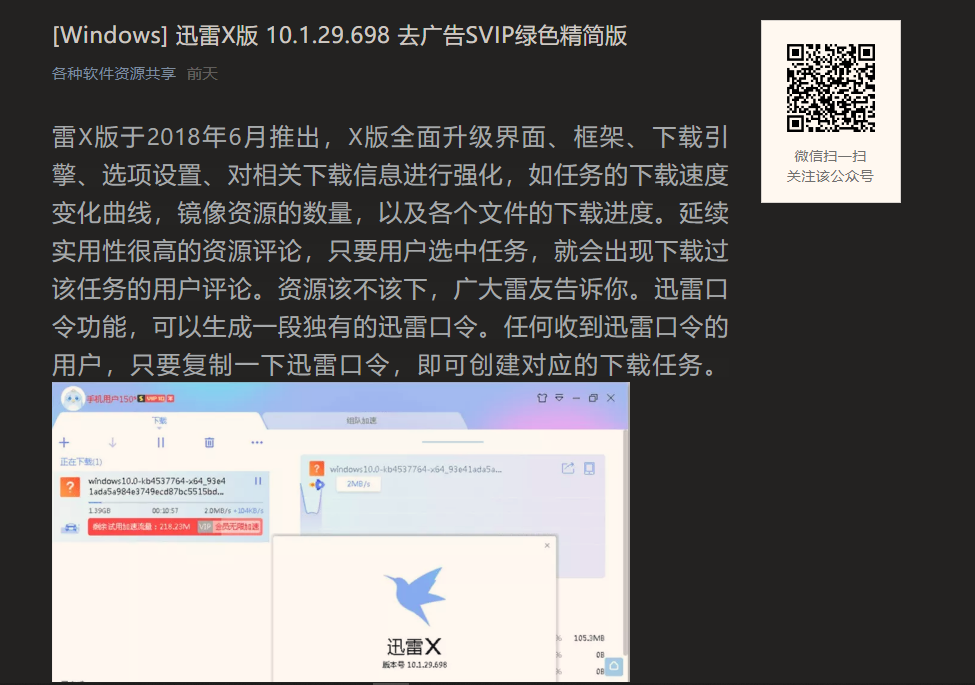 [Windows] 迅雷X版 10.1.29.698 去广告SVIP绿色精简版
各种软件资源共享 前天
雷X版于2018年6月推出，X版全面升级界面、框架、下载引
擎、选项设置、对相关下载信息进行强化，如任务的下载速度
变化曲线，镜像资源的数量，以及各个文件的下载进度。延续
实用性很高的资源评论，只要用户选中任务，就会出现下载过
该任务的用户评论。资源该不该下，广大雷友告诉你。迅雷口
令功能，可以生成一段独有的迅雷口令。任何收到迅雷口令的
用户，只要复制一下迅雷口令，即可创建对应的下载任务。
微信扫一扫
关注该公众号
手机用户150*
下载
组队加速
正在下载(1)
windows10.0-kb4537764-x64_93e4
1ada5a984e3749ecd87bc5515bd...
1.39GB 00:10:57 2.0MB/s +104KB/s
剩余试用加速流量：218.23M VIP 会员无限加速
windows10.0-kb4537764-x64_93e41ada5a...
2MB/s
迅雷X
版本号 10.1.29.698
% 105.3MB
% 0B
% 0B